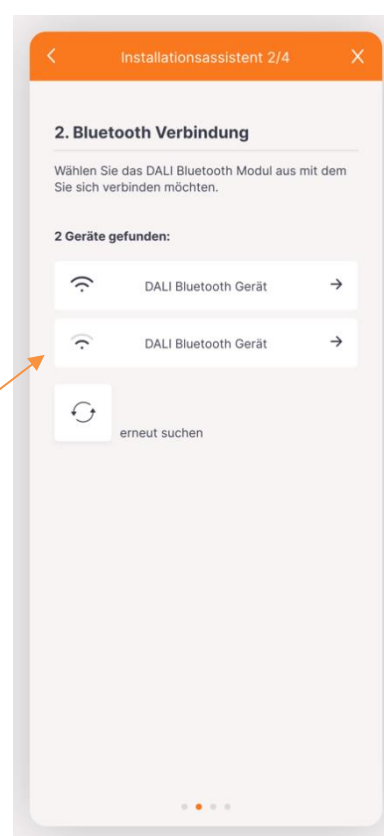 Installationsassistent 2/4
2. Bluetooth Verbindung
Wählen Sie das DALI Bluetooth Modul aus mit dem
Sie sich verbinden möchten.
2 Geräte gefunden:
DALI Bluetooth Gerät
DALI Bluetooth Gerät
erneut suchen